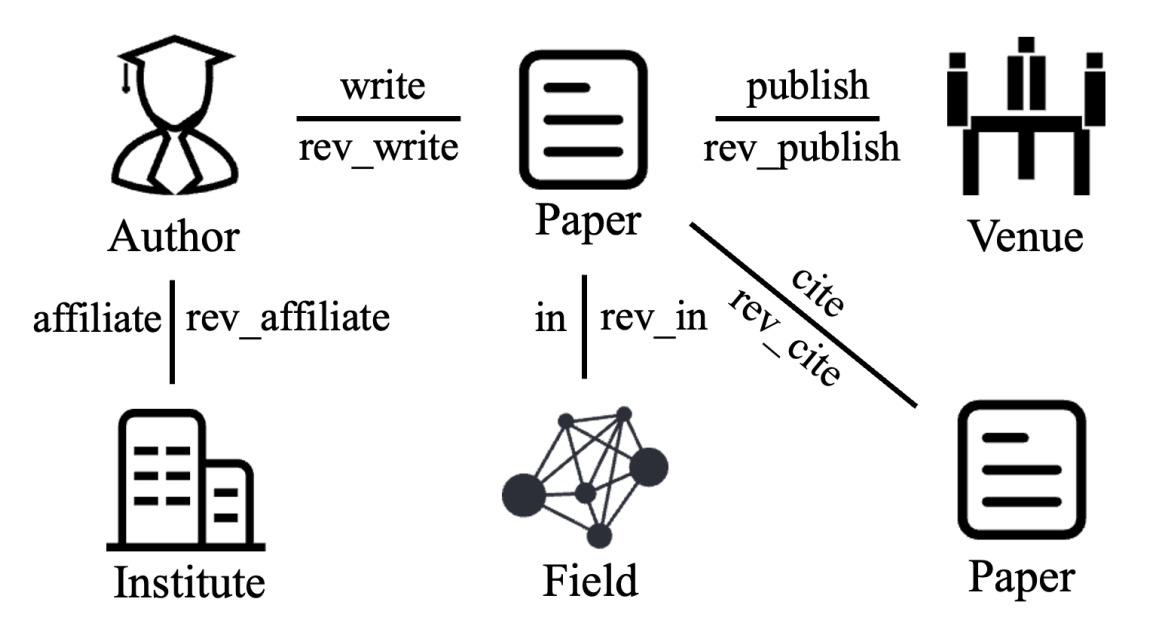 write
publish
rev_write
rev_publish
Author
Paper
Venue
affiliate
rev_affiliate
in
rev_in
cite
rev_cite
Institute
Field
Paper